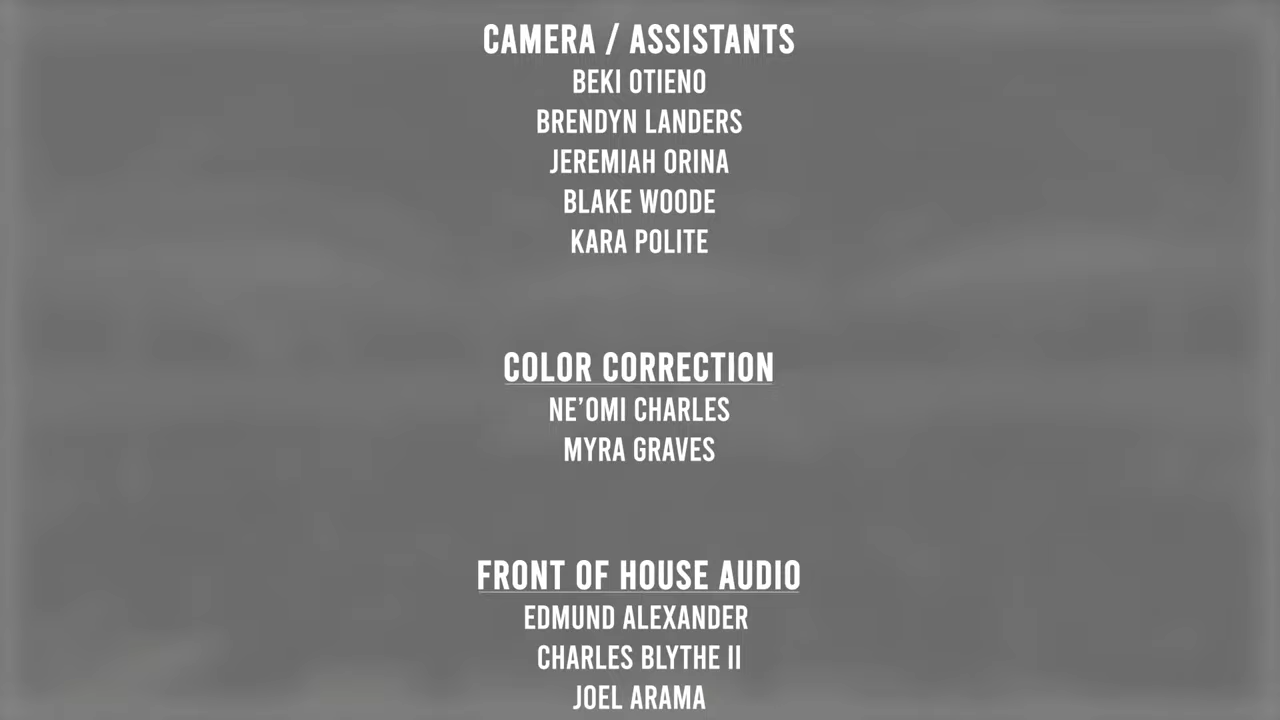 CAMERA / ASSISTANTS
BEKI OTIENO
BRENDYN LANDERS
JEREMIAH ORINA
BLAKE WOODE
KARA POLITE
COLOR CORRECTION
NE’OMI CHARLES
MYRA GRAVES
FRONT OF HOUSE AUDIO
EDMUND ALEXANDER
CHARLES BLYTHE II
JOEL ARAMA